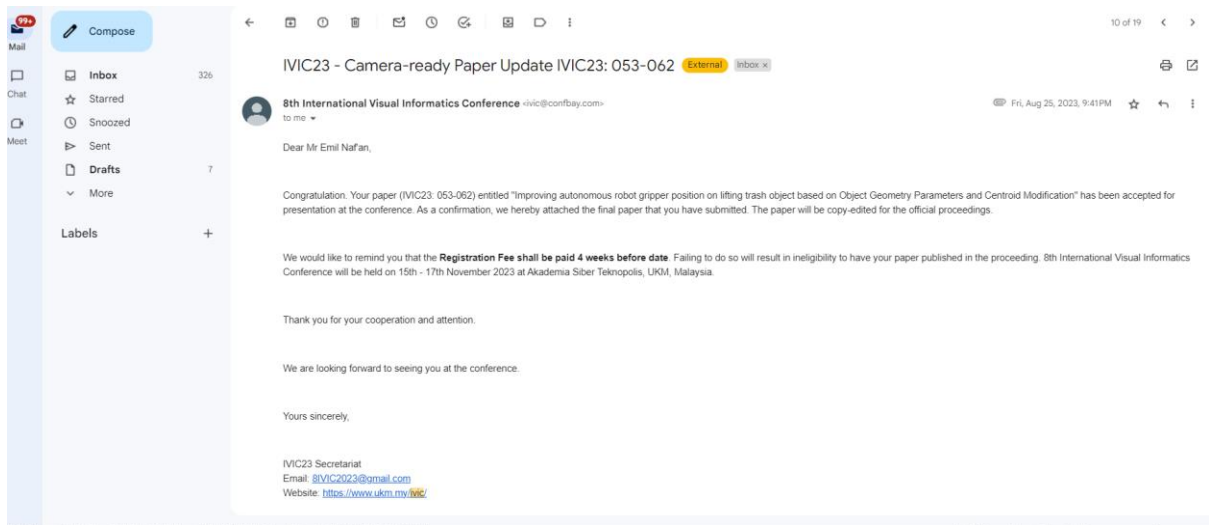 99+
Mail
Chat
Meet
Compose
Inbox 326
Starred
Snoozed
Sent
Drafts 7
More
Labels +
10 of 19
IVIC23 - Camera-ready Paper Update IVIC23: 053-062 External Inbox ×
8th International Visual Informatics Conference <ivic@confbay.com> Fri, Aug 25, 2023, 9:41 PM
to me
Dear Mr Emil Naf'an,
Congratulation. Your paper (IVIC23: 053-062) entitled "Improving autonomous robot gripper position on lifting trash object based on Object Geometry Parameters and Centroid Modification" has been accepted for
presentation at the conference. As a confirmation, we hereby attached the final paper that you have submitted. The paper will be copy-edited for the official proceedings.
We would like to remind you that the Registration Fee shall be paid 4 weeks before date. Failing to do so will result in ineligibility to have your paper published in the proceeding. 8th International Visual Informatics
Conference will be held on 15th - 17th November 2023 at Akademia Siber Teknopolis, UKM, Malaysia.
Thank you for your cooperation and attention.
We are looking forward to seeing you at the conference.
Yours sincerely,
IVIC23 Secretariat
Email: 8IVIC2023@gmail.com
Website: https://www.ukm.my/ivic/